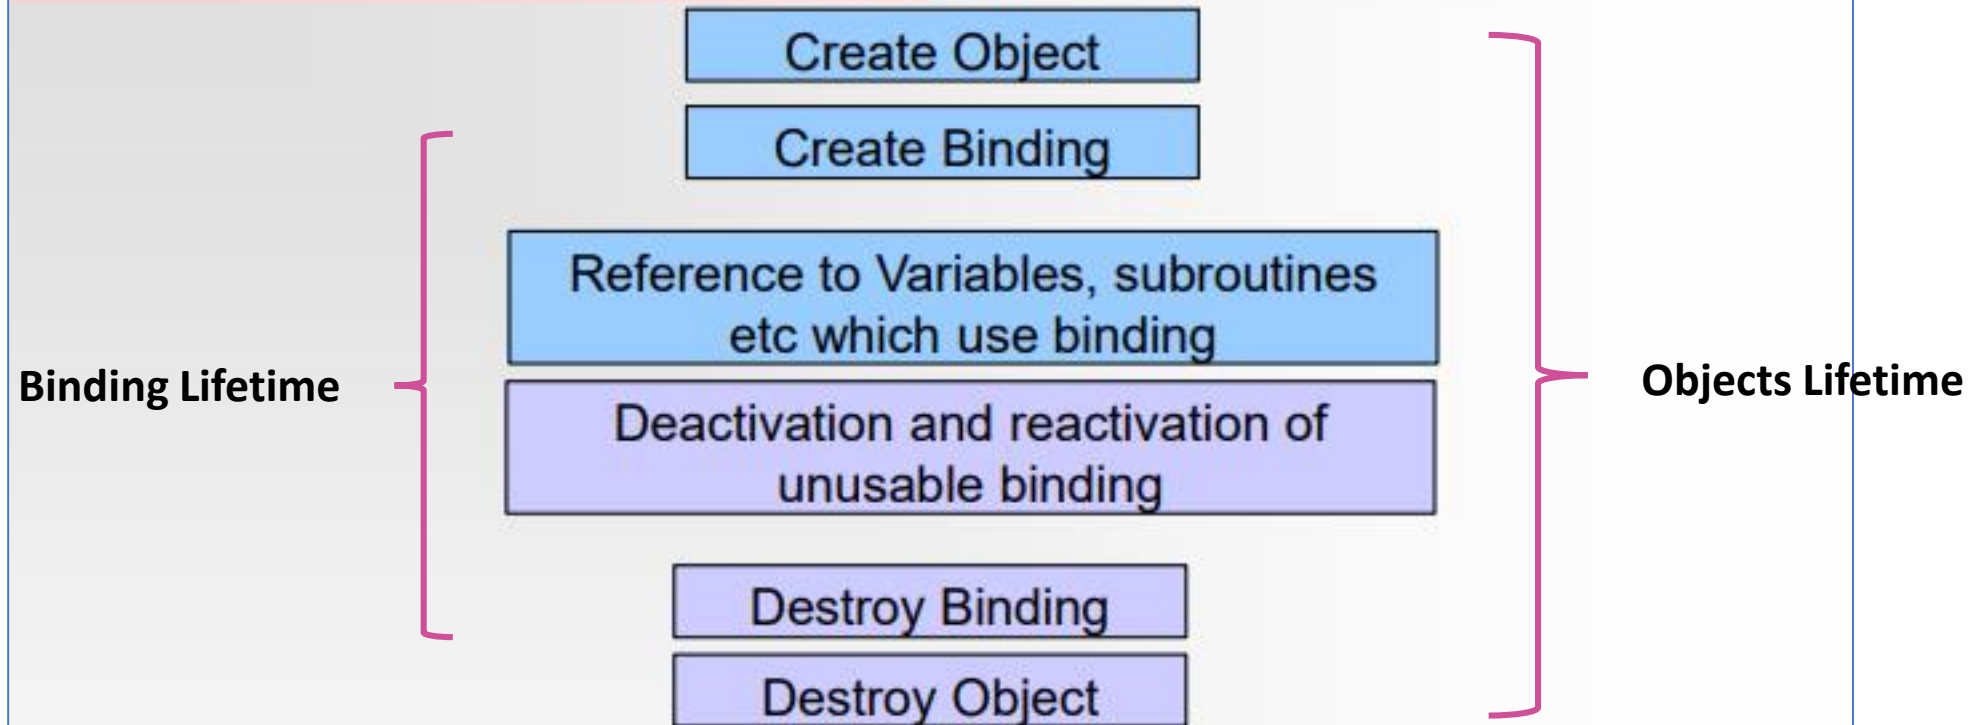 Create Object
Create Binding
Reference to Variables, subroutines
etc which use binding
Binding Lifetime
Objects Lifetime
Deactivation and reactivation of
unusable binding
Destroy Binding
Destroy Object